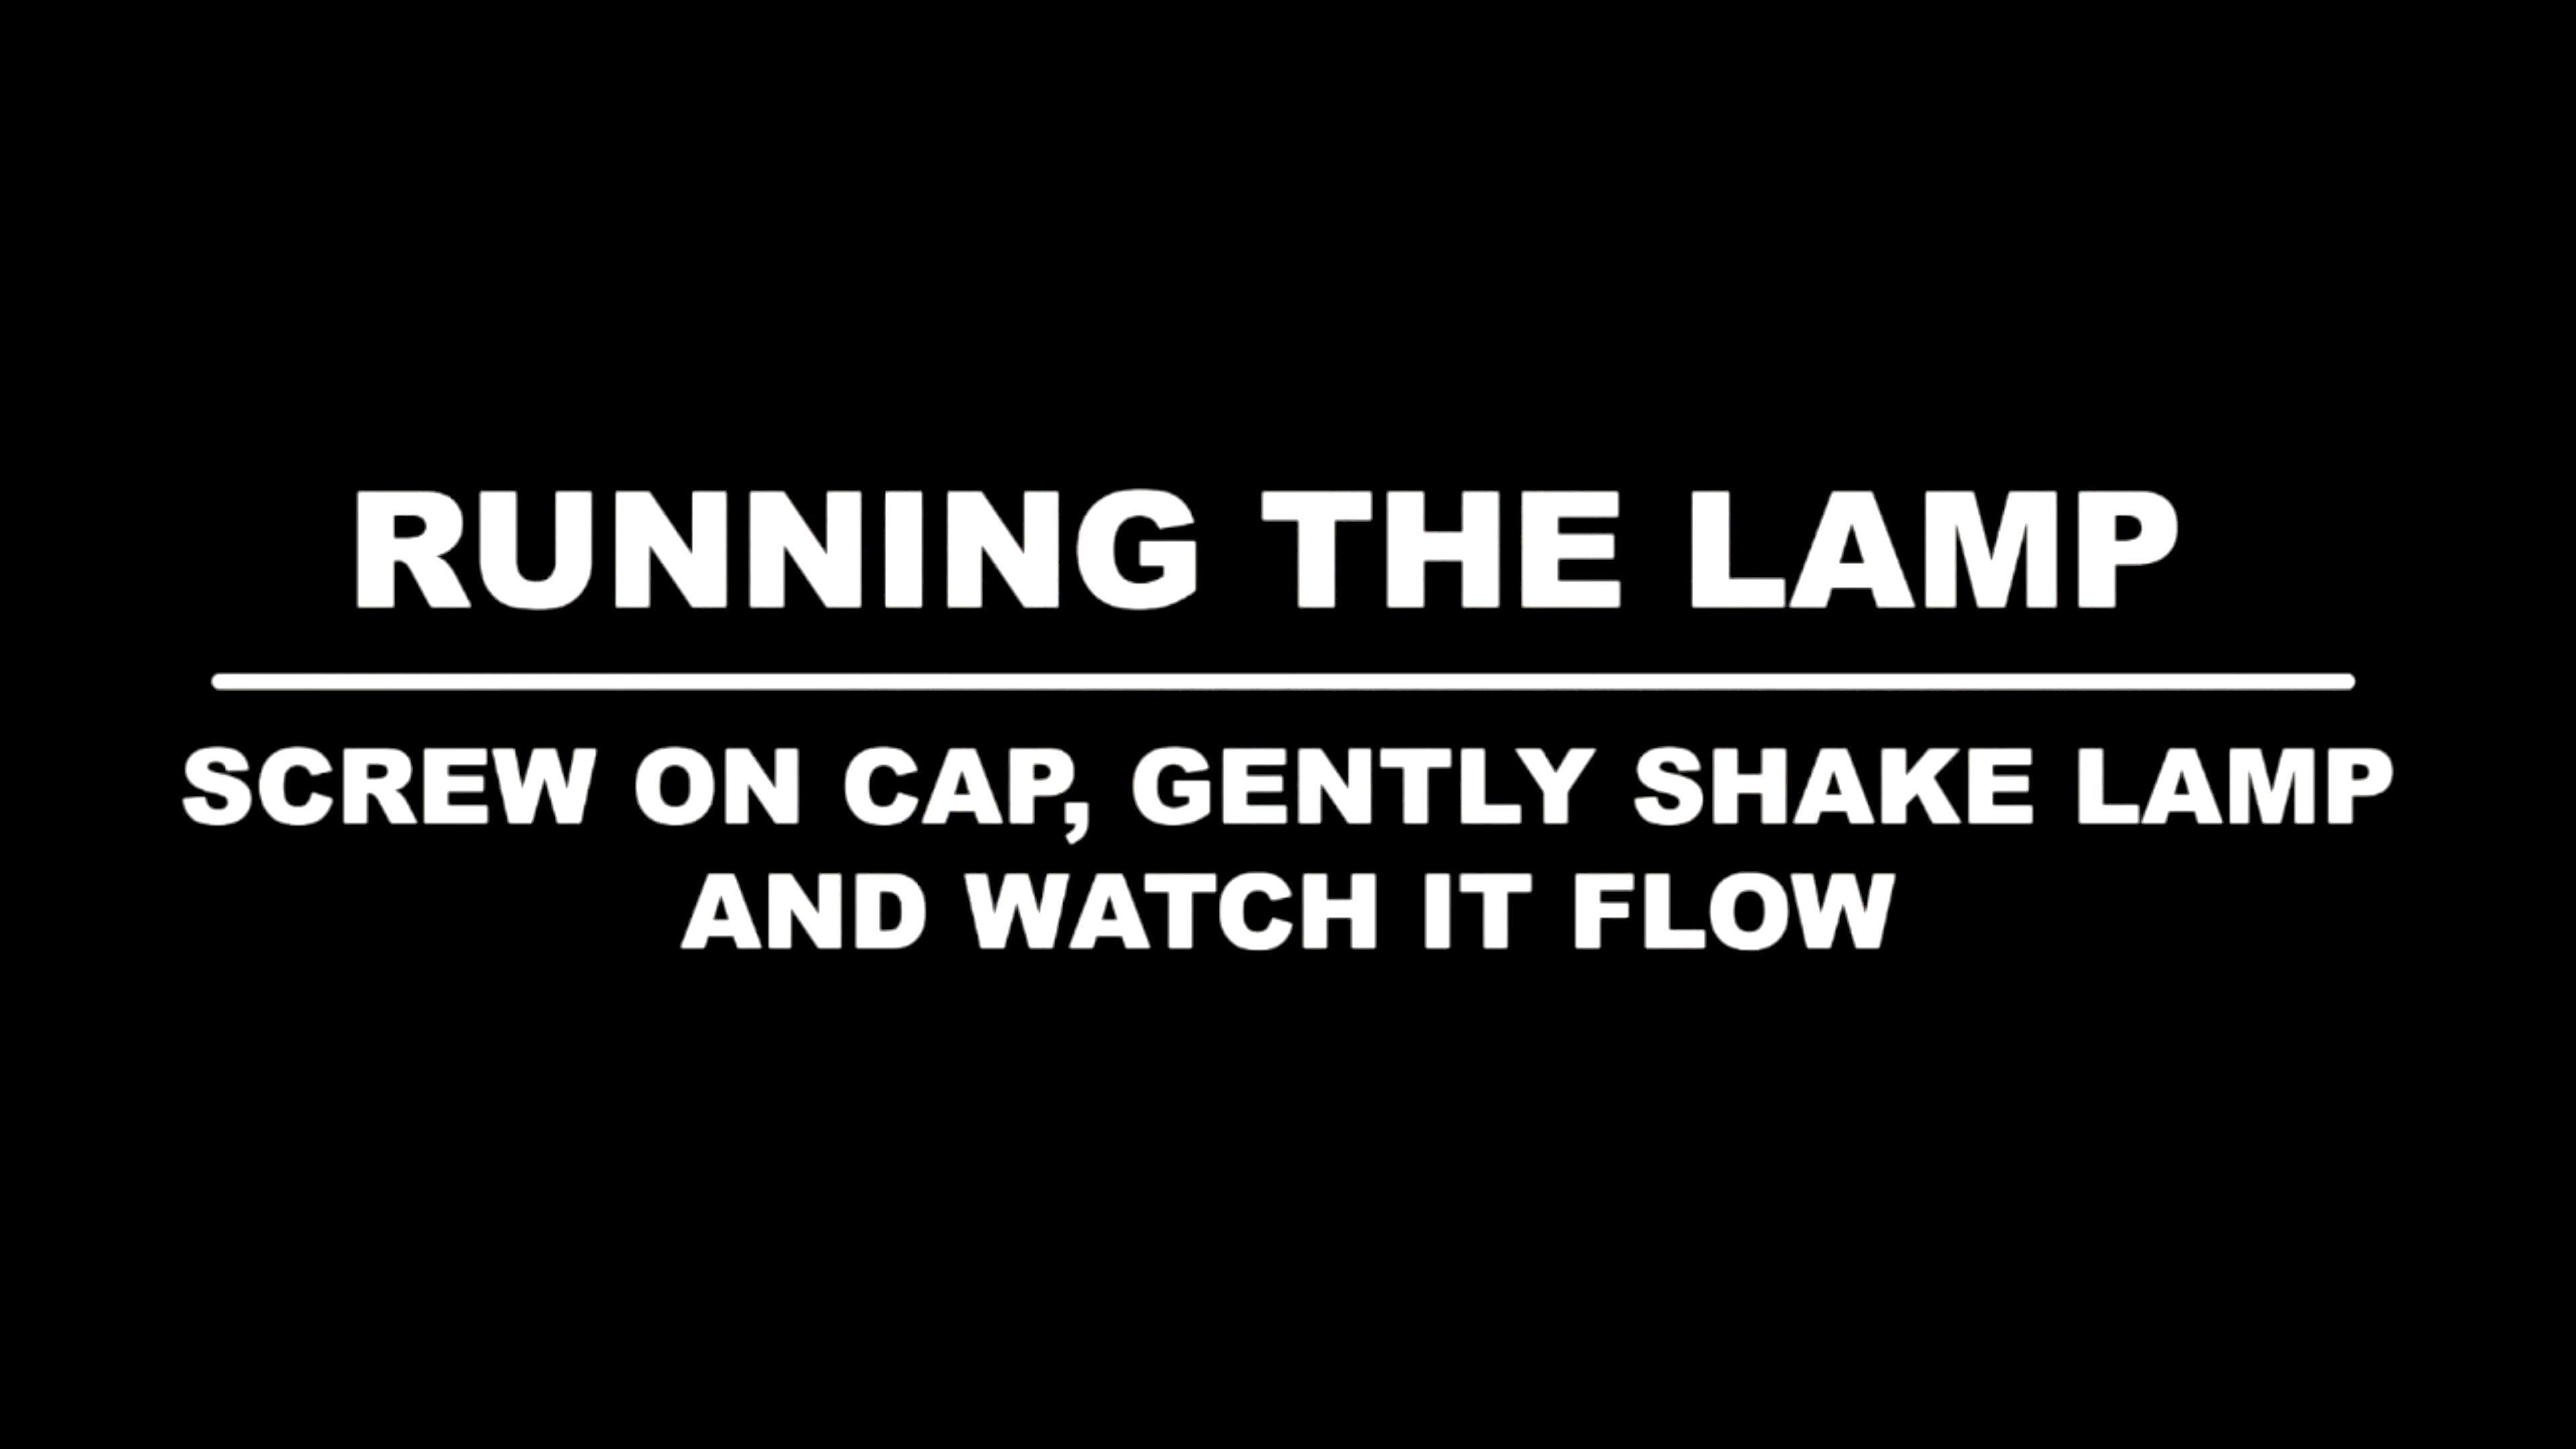 RUNNING THE LAMP
SCREW ON CAP, GENTLY SHAKE LAMP
AND WATCH IT FLOW